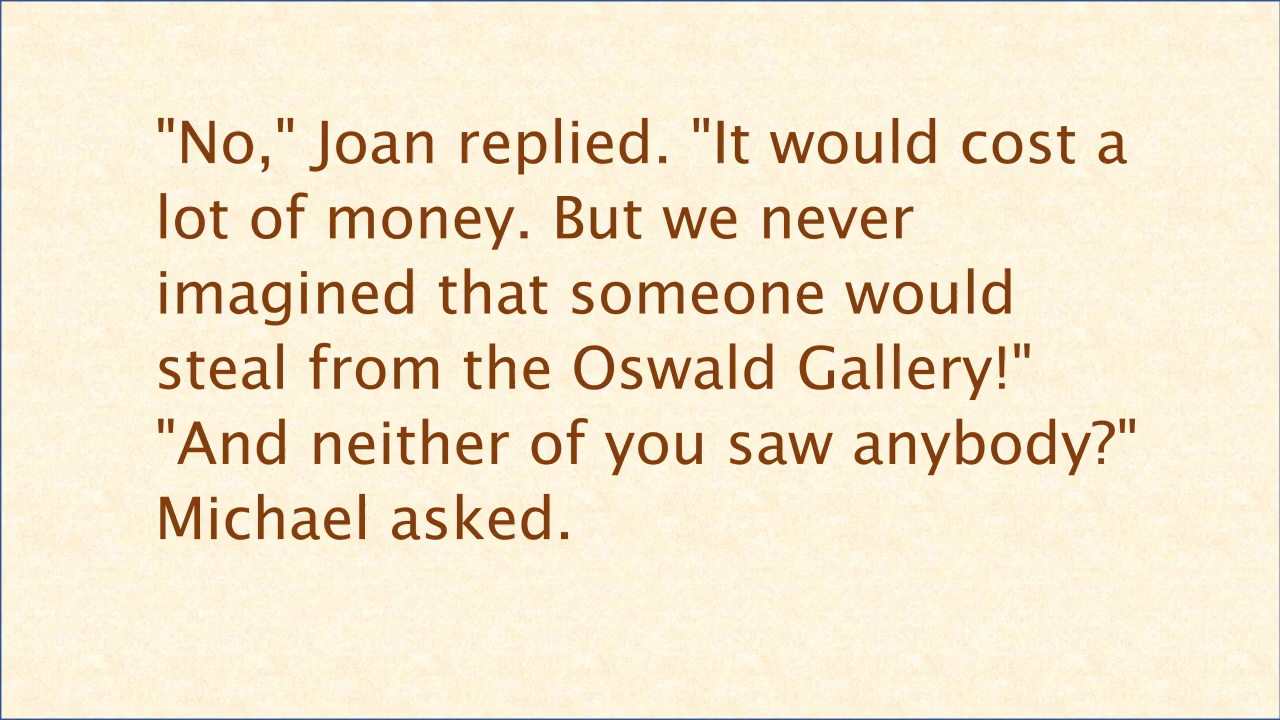 "No," Joan replied. "It would cost a
lot of money. But we never
imagined that someone would
steal from the Oswald Gallery!"
"And neither of you saw anybody?"
Michael asked.